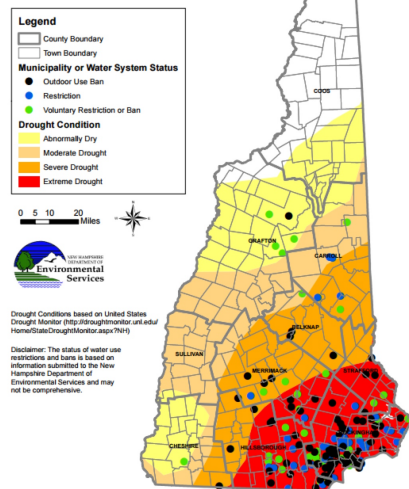 Legend
County Boundary
Town Boundary
Municipality or Water System Status
Outdoor Use Ban
Restriction
Voluntary Restriction or Ban
Drought Condition
Abnormally Dry
Moderate Drought
Severe Drought
Extreme Drought
0 5 10 20
Miles
NEW HAMPSHIRE
DEPARTMENT OF
Environmental
Services
Drought Conditions based on United States
Drought Monitor (http://droughtmonitor.unl.edu/
Home/StateDroughtMonitor.aspx?NH)
Disclaimer: The status of water use
restrictions and bans is based on
information submitted to the New
Hampshire Department of
Environmental Services and may
not be comprehensive.
COOS
GRAFTON
CARROLL
BELKNAP
SULLIVAN
MERRIMACK
CHESHIRE
HILLSBOROUGH